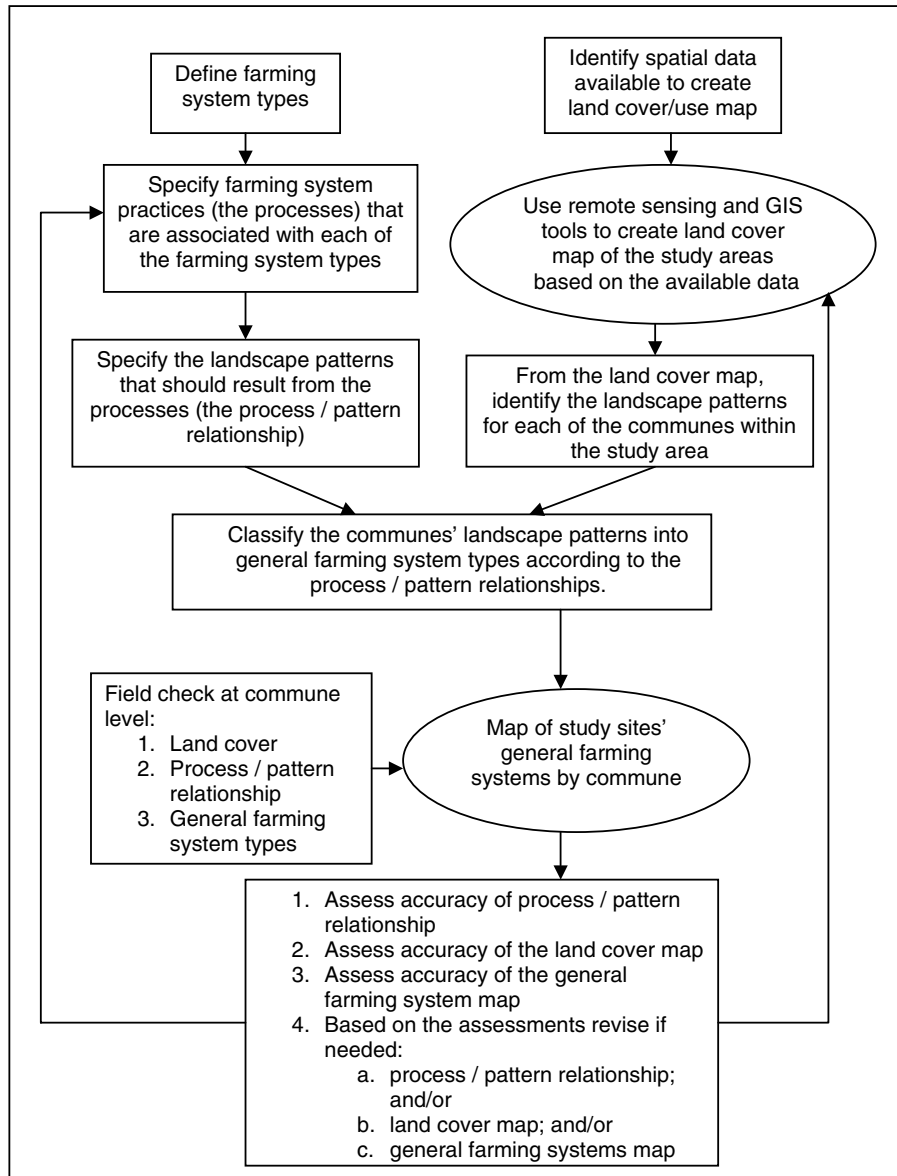 Define farming
system types
Identify spatial data
available to create
land cover/use map
Specify farming system
practices (the processes) that
are associated with each of
the farming system types
Use remote sensing and GIS
tools to create land cover
map of the study areas
based on the available data
Specify the landscape patterns
that should result from the
processes (the process / pattern
relationship)
From the land cover map,
identify the landscape patterns
for each of the communes within
the study area
Classify the communes’ landscape patterns into
general farming system types according to the
process / pattern relationships.
Field check at commune
level:
1. Land cover
2. Process / pattern
relationship
3. General farming
system types
Map of study sites’
general farming
systems by commune
1. Assess accuracy of process / pattern
relationship
2. Assess accuracy of the land cover map
3. Assess accuracy of the general
farming system map
4. Based on the assessments revise if
needed:
a. process / pattern relationship;
and/or
b. land cover map; and/or
c. general farming systems map